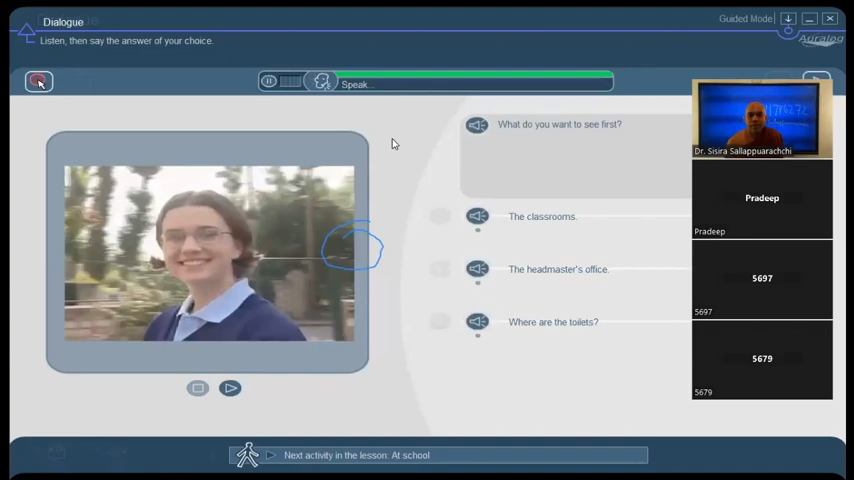 Dialogue
Guided Mode
Listen, then say the answer of your choice.
Auralog
Speak...
What do you want to see first?
The classrooms.
The headmaster's office.
Where are the toilets?
Dr. Sisira Sallappuarachchi
Pradeep
Pradeep
5697
5697
5679
5679
Next activity in the lesson: At school